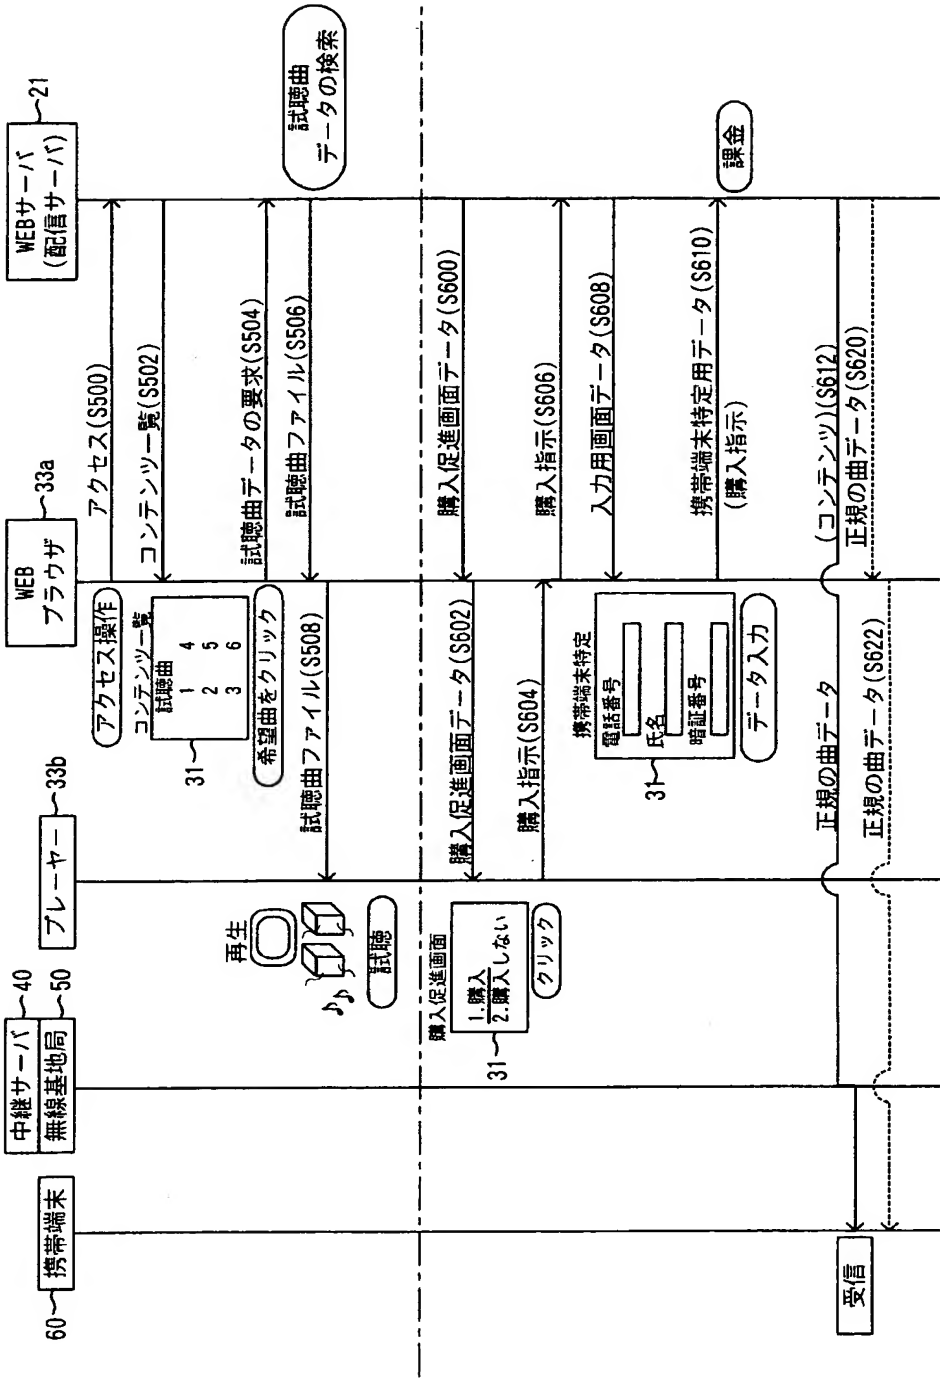 60 携帯端末
中継サーバ 40
無線基地局 50
プレーヤー 33b
WEB
ブラウザ 33a
WEBサーバ
(配信サーバ) 21
アクセス操作
アクセス(S500)
コンテンツ一覧(S502)
コンテンツ一覧
試聴曲
1 4
2 5
3 6
31
希望曲をクリック
試聴曲データの要求(S504)
試聴曲
データの検索
試聴曲ファイル(S506)
試聴曲ファイル(S508)
再生
♪♪
試聴
購入促進画面データ(S600)
購入促進画面データ(S602)
購入促進画面
1.購入
2.購入しない
31
クリック
購入指示(S604)
購入指示(S606)
入力用画面データ(S608)
携帯端末特定
電話番号
氏名
暗証番号
31
データ入力
携帯端末特定用データ(S610)
(購入指示)
課金
正規の曲データ (コンテンツ)(S612)
正規の曲データ(S620)
正規の曲データ(S622)
受信